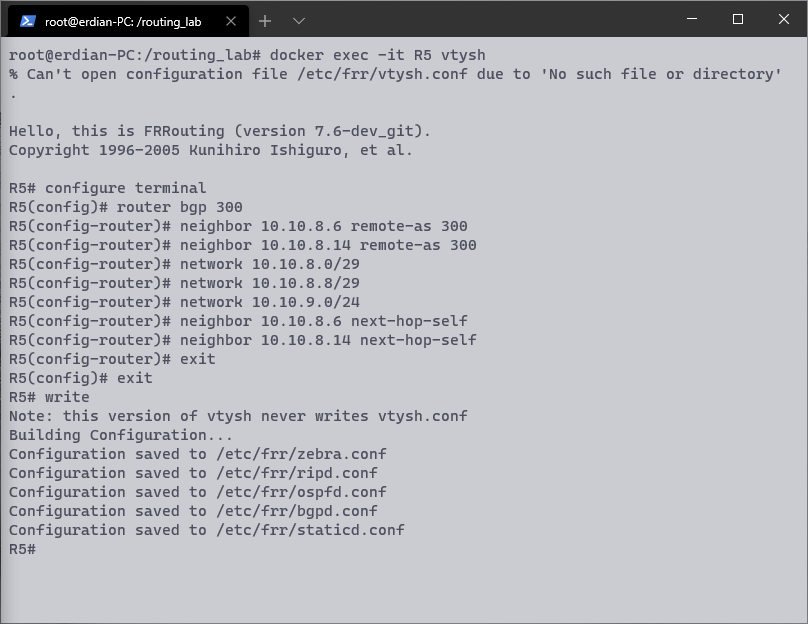 root@erdian-PC: /routing_lab
root@erdian-PC:/routing_lab# docker exec -it R5 vtysh
% Can't open configuration file /etc/frr/vtysh.conf due to 'No such file or directory'
.
Hello, this is FRRouting (version 7.6-dev_git).
Copyright 1996-2005 Kunihiro Ishiguro, et al.
R5# configure terminal
R5(config)# router bgp 300
R5(config-router)# neighbor 10.10.8.6 remote-as 300
R5(config-router)# neighbor 10.10.8.14 remote-as 300
R5(config-router)# network 10.10.8.0/29
R5(config-router)# network 10.10.8.8/29
R5(config-router)# network 10.10.9.0/24
R5(config-router)# neighbor 10.10.8.6 next-hop-self
R5(config-router)# neighbor 10.10.8.14 next-hop-self
R5(config-router)# exit
R5(config)# exit
R5# write
Note: this version of vtysh never writes vtysh.conf
Building Configuration...
Configuration saved to /etc/frr/zebra.conf
Configuration saved to /etc/frr/ripd.conf
Configuration saved to /etc/frr/ospfd.conf
Configuration saved to /etc/frr/bgpd.conf
Configuration saved to /etc/frr/staticd.conf
R5#